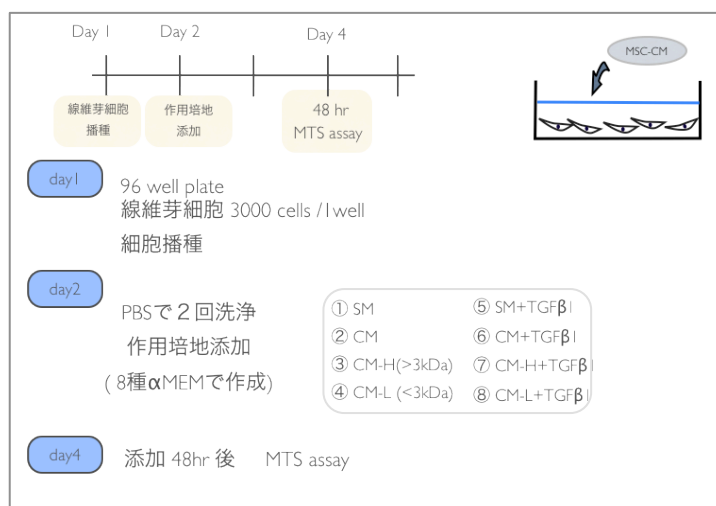 Day 1
Day 2
Day 4
MSC-CM
線維芽細胞
播種
作用培地
添加
48 hr
MTS assay
day1
96 well plate
線維芽細胞 3000 cells /1well
細胞播種
day2
PBSで２回洗浄
作用培地添加
( 8種αMEMで作成)
① SM
② CM
③ CM-H(>3kDa)
④ CM-L (<3kDa)
⑤ SM+TGFβ1
⑥ CM+TGFβ1
⑦ CM-H+TGFβ1
⑧ CM-L+TGFβ1
day4
添加 48hr 後 MTS assay